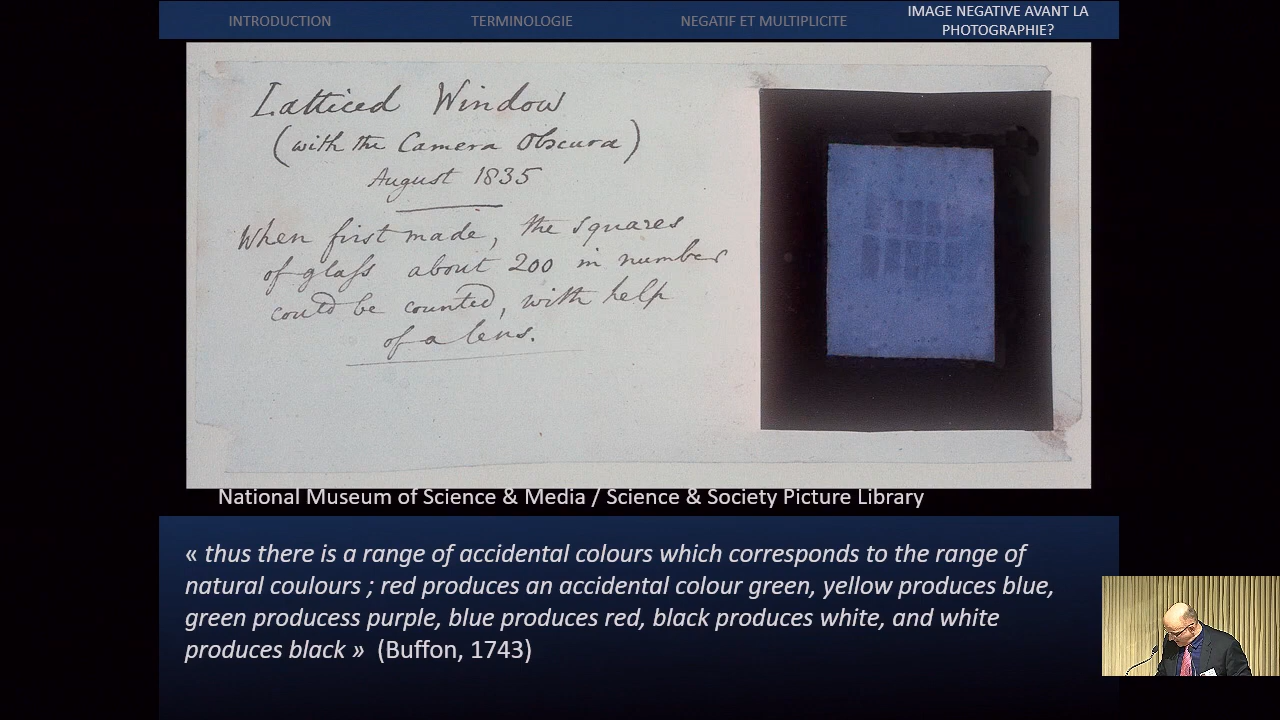 INTRODUCTION
TERMINOLOGIE
NEGATIF ET MULTIPLICITE
IMAGE NEGATIVE AVANT LA
PHOTOGRAPHIE?
Latticed Window
(with the Camera Obscura)
August 1835
When first made, the squares
of glass about 200 in number
could be counted, with help
of a lens.
National Museum of Science & Media / Science & Society Picture Library
« thus there is a range of accidental colours which corresponds to the range of
natural coulours ; red produces an accidental colour green, yellow produces blue,
green producess purple, blue produces red, black produces white, and white
produces black » (Buffon, 1743)